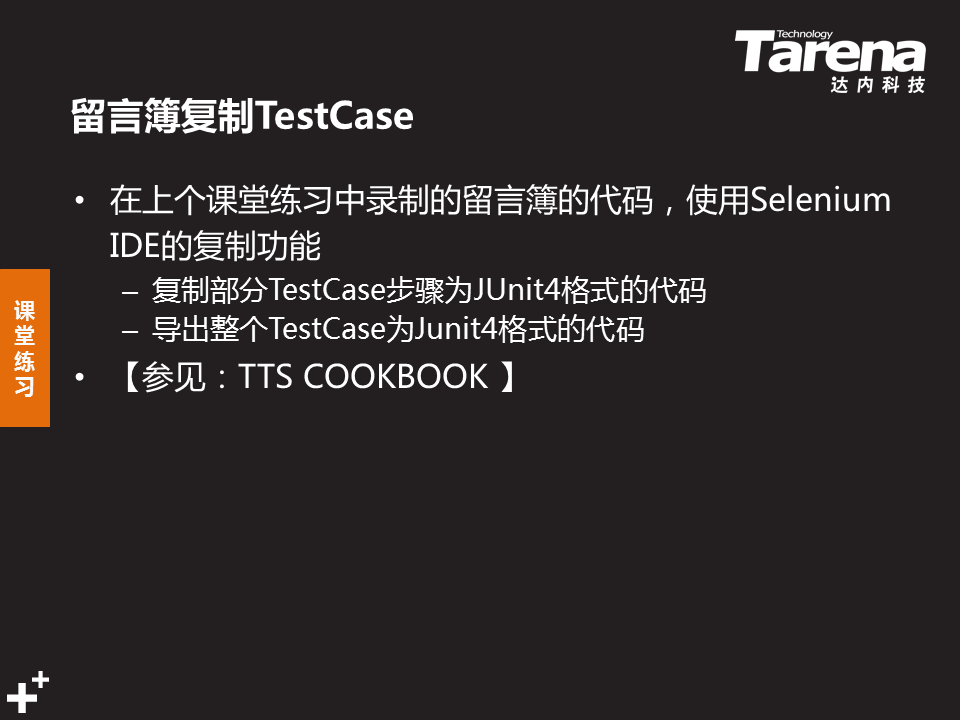 Technology
Tarena
达内科技
留言簿复制TestCase
• 在上个课堂练习中录制的留言簿的代码，使用Selenium
IDE的复制功能
– 复制部分TestCase步骤为JUnit4格式的代码
– 导出整个TestCase为Junit4格式的代码
• 【参见：TTS COOKBOOK 】
课
堂
练
习